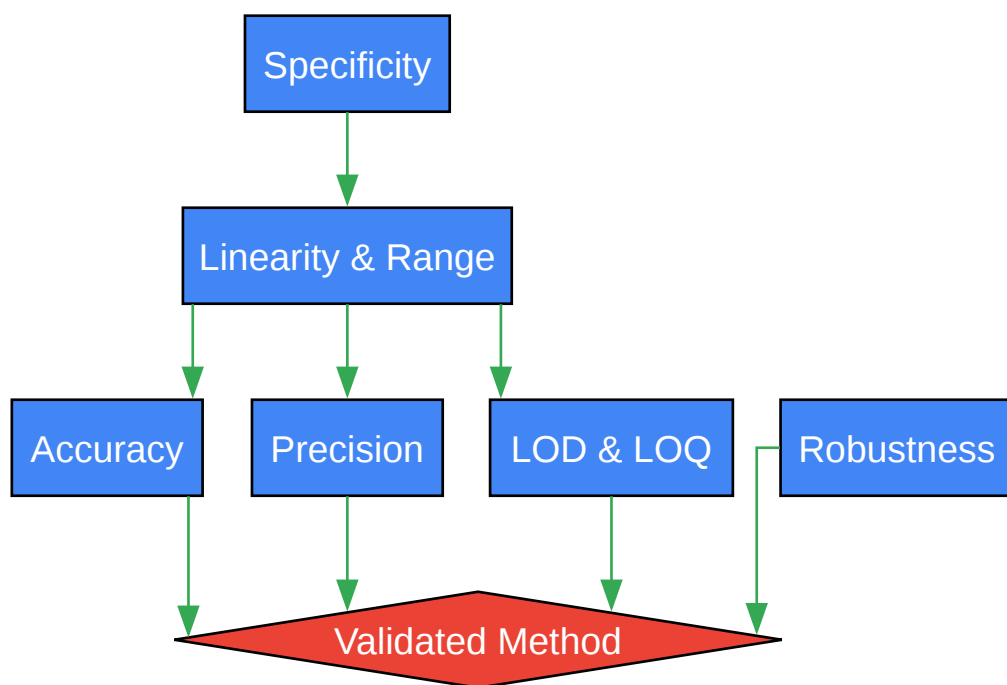 Specificity
Linearity & Range
Accuracy
Precision
LOD & LOQ
Robustness
Validated Method